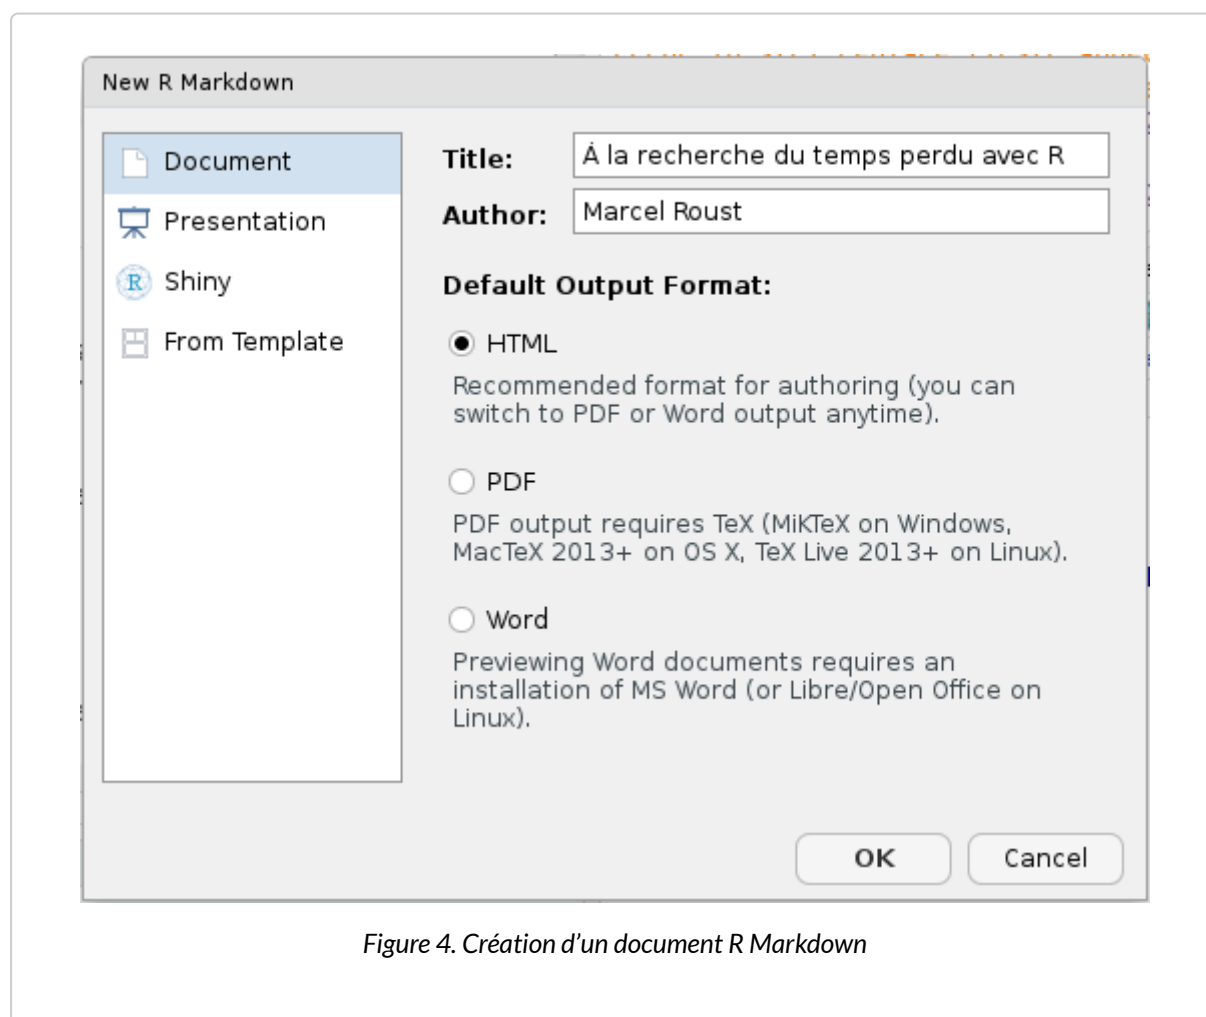 New R Markdown
Document
Presentation
Shiny
From Template
Title:
Á la recherche du temps perdu avec R
Author:
Marcel Roust
Default Output Format:
HTML
Recommended format for authoring (you can
switch to PDF or Word output anytime).
PDF
PDF output requires TeX (MiKTeX on Windows,
MacTeX 2013+ on OS X, TeX Live 2013+ on Linux).
Word
Previewing Word documents requires an
installation of MS Word (or Libre/Open Office on
Linux).
OK
Cancel
Figure 4. Création d’un document R Markdown